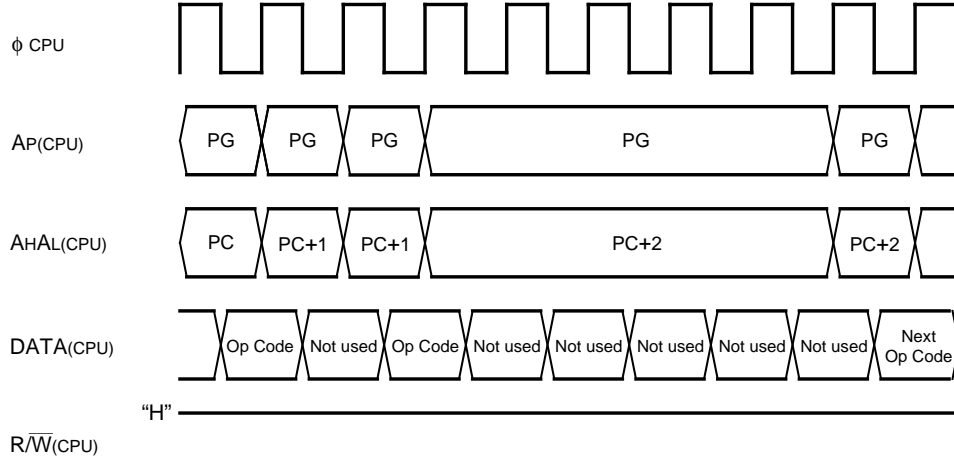 ϕ CPU
AP(CPU) PG PG PG PG PG
AHAL(CPU) PC PC+1 PC+1 PC+2 PC+2
DATA(CPU) Op Code Not used Op Code Not used Not used Not used Not used Not used Next Op Code
“H”
R/W̅(CPU)